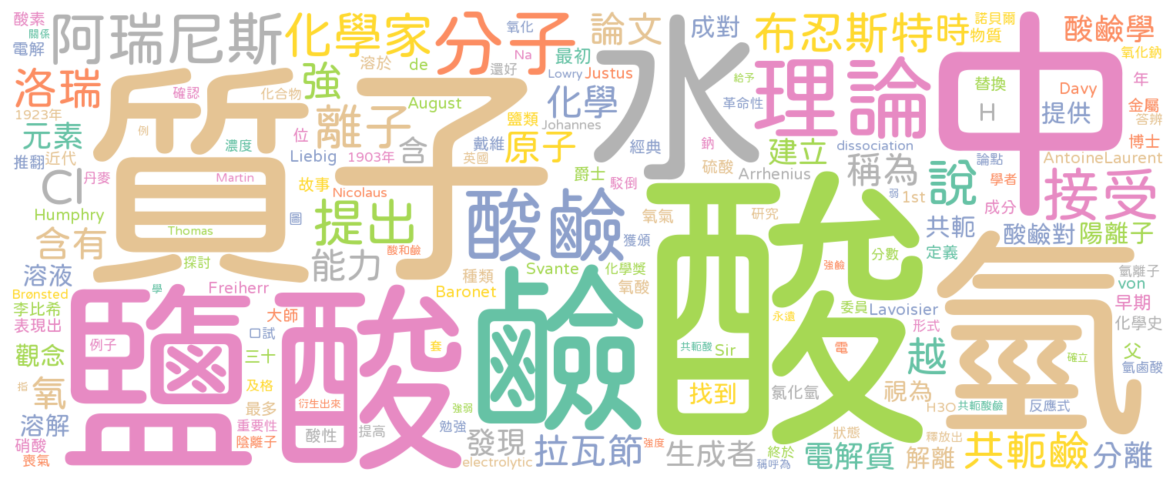 酸素
關係
電解
阿瑞尼斯
化學家
分子
氧化
溶於
還好
de
Na
論文
最初
Lowry
Justus
成對
水
給予
布忍斯特
時
諾貝爾
物質
酸鹼學
氧化鈉
洛瑞
1923年
質子
確認
化合物
強
August
化學
鹽類
Johannes
革命性
理論
中
替換
H
Davy
提供
年
金屬
答辨
元素
推翻
近代
例
濃度
離子
位
Liebig
1903年
含
戴維
英國
原子
經典
鈉
dissociation
硫酸
Arrhenius
建立
稱為
論點
弱
博士
AntoineLaurent
Cl
丹麥
Martin
故事
Nicolaus
爵士
駁倒
說
1st
學者
成分
接受
Humphry
圖
提出
酸鹼
氧氣
研究
獲頒
共軛
定義
酸鹼對
陽離子
含有
Thomas
探討
酸和鹼
能力
種類
Svante
化學獎
氧酸
強鹼
分數
氫離子
von
溶液
Brønsted
學
Freiherr
Baronet
鹼
酸
永遠
委員
Lavoisier
氫
早期
化學史
李比希
表現出
鹽酸
大師
口試
套
共軛酸
Sir
電
形式
父
氫鹵酸
觀念
例子
三十
及格
找到
氯化氫
越
視為
確立
氧
指
最多
衍生出來
強弱
勉強
H3O
共軛酸鹼
反應式
溶解
重要性
酸性
提高
發現
拉瓦節
強度
生成者
狀態
終於
稱呼為
電解質
釋放出
解離
共軛鹼
分離
硝酸
喪氣
陰離子
electrolytic